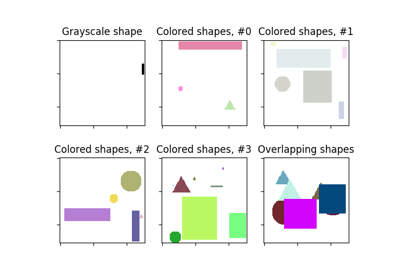 Grayscale shape
Colored shapes, #0
Colored shapes, #1
Colored shapes, #2
Colored shapes, #3
Overlapping shapes